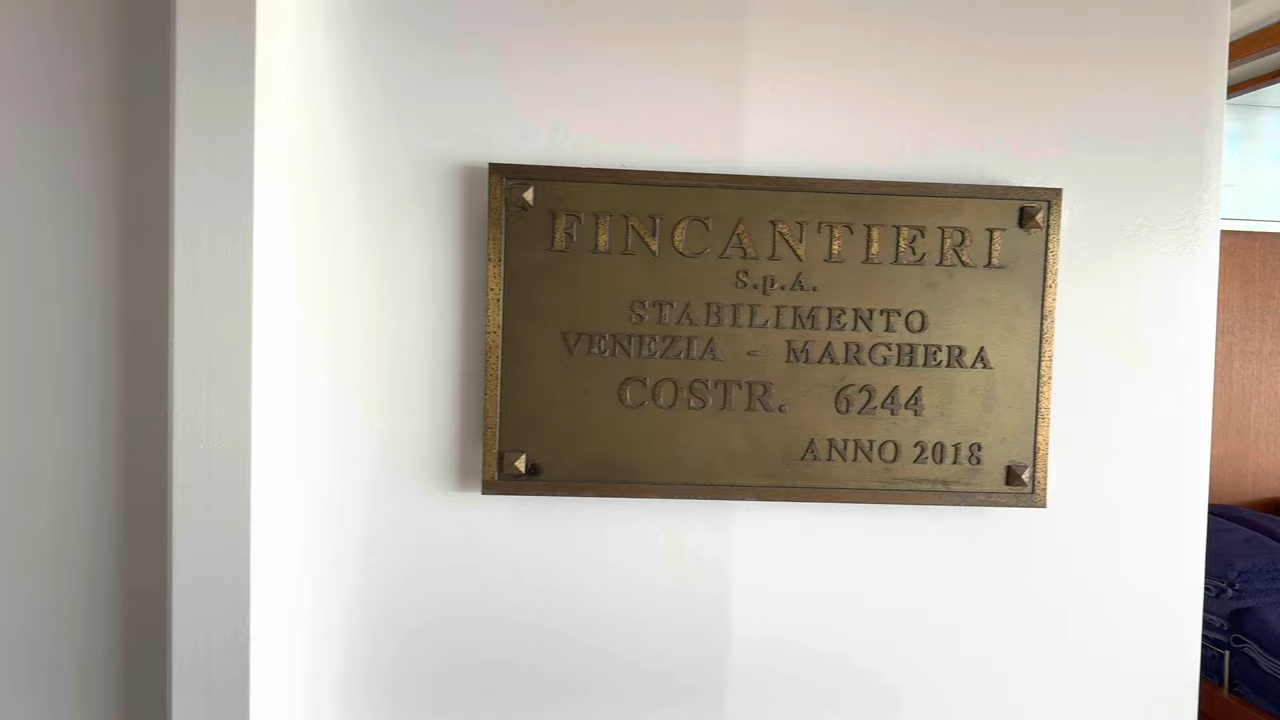 FINCANTIERI
S.p.A.
STABILIMENTO
VENEZIA - MARGHERA
COSTR. 6244
ANNO 2018